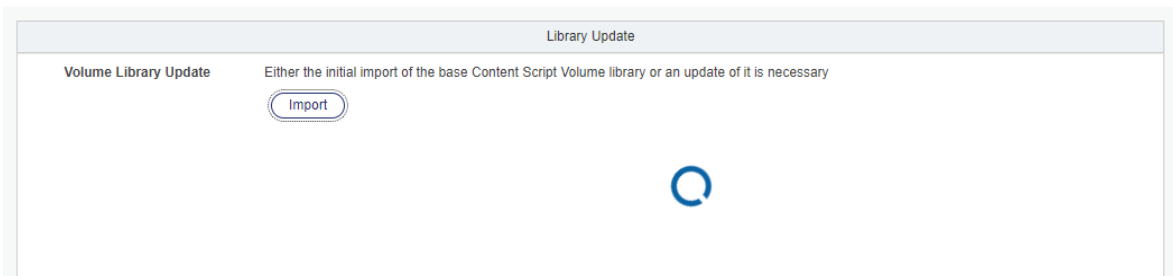 Library Update
Volume Library Update Either the initial import of the base Content Script Volume library or an update of it is necessary
Import